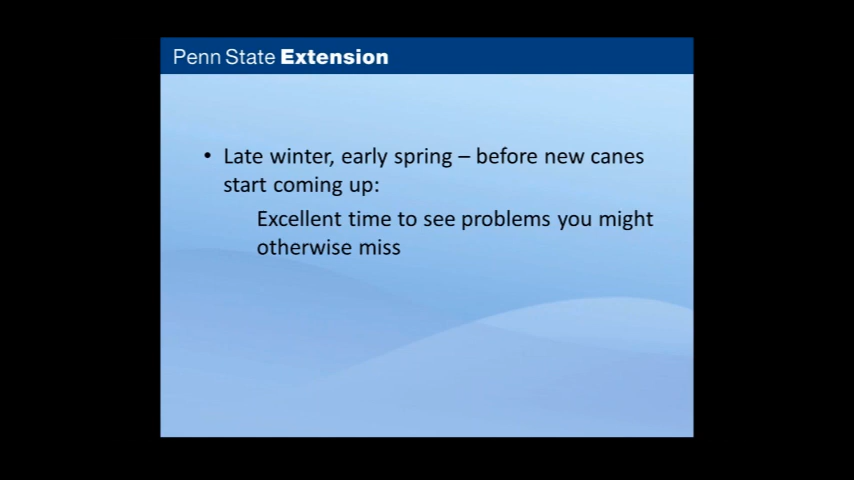 Penn State Extension
• Late winter, early spring – before new canes
start coming up:
Excellent time to see problems you might
otherwise miss